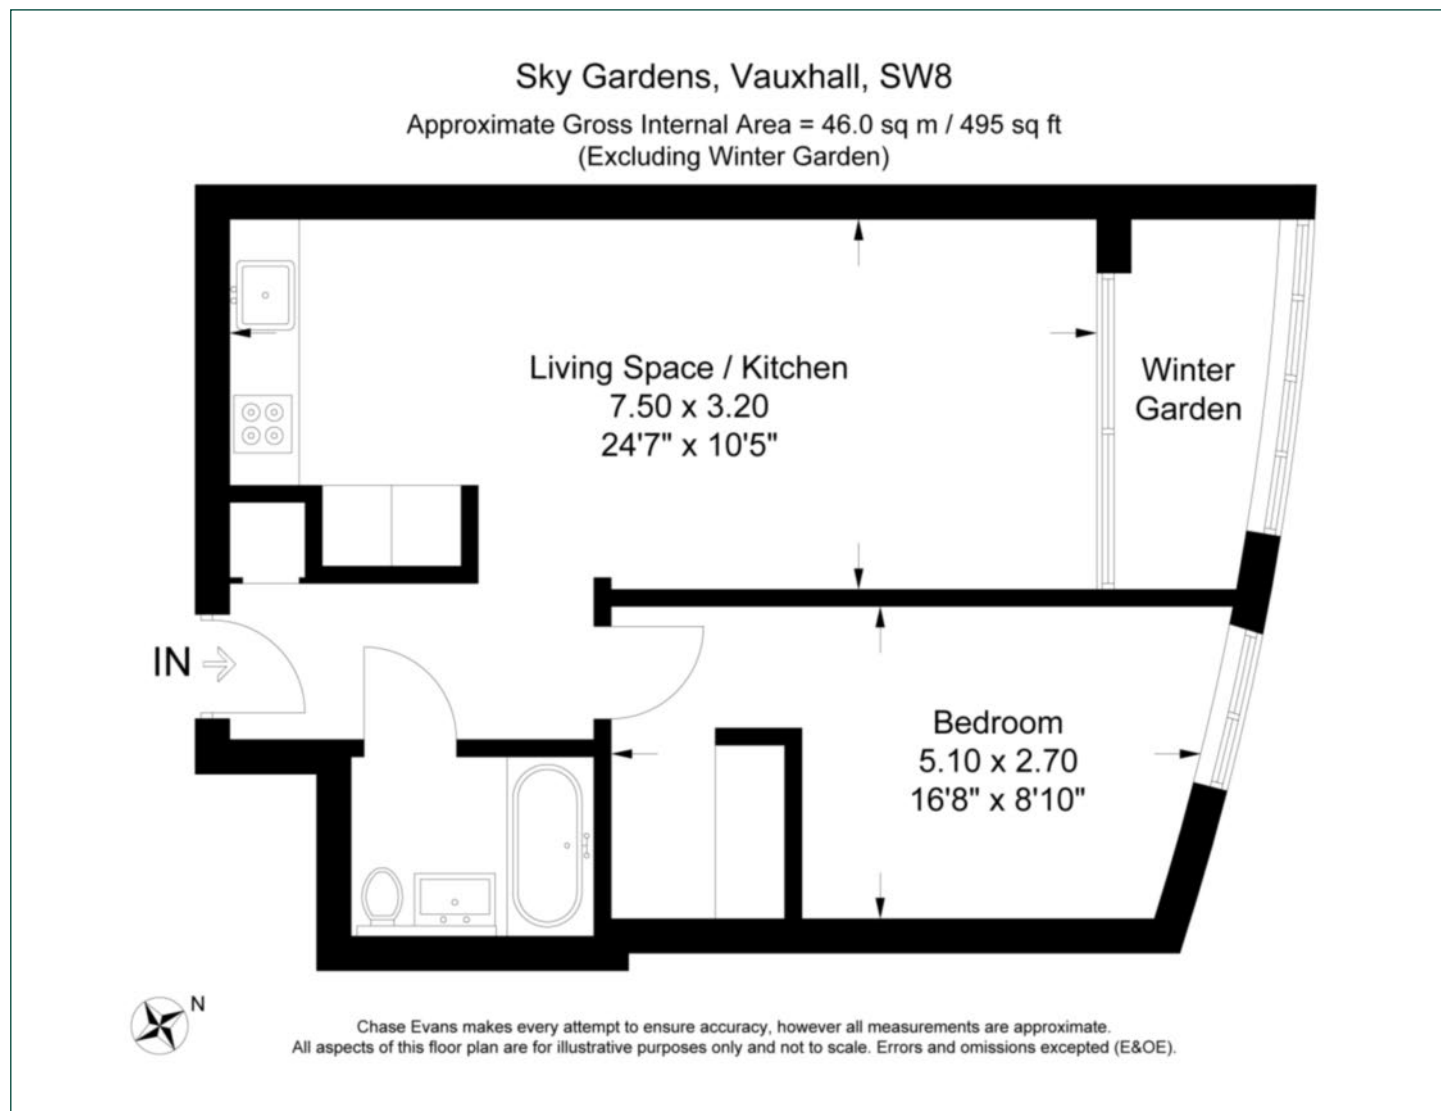 Sky Gardens, Vauxhall, SW8
Approximate Gross Internal Area = 46.0 sq m / 495 sq ft
(Excluding Winter Garden)
Living Space / Kitchen
7.50 x 3.20
24'7" x 10'5"
Winter
Garden
IN
Bedroom
5.10 x 2.70
16'8" x 8'10"
N
Chase Evans makes every attempt to ensure accuracy, however all measurements are approximate.
All aspects of this floor plan are for illustrative purposes only and not to scale. Errors and omissions excepted (E&OE).